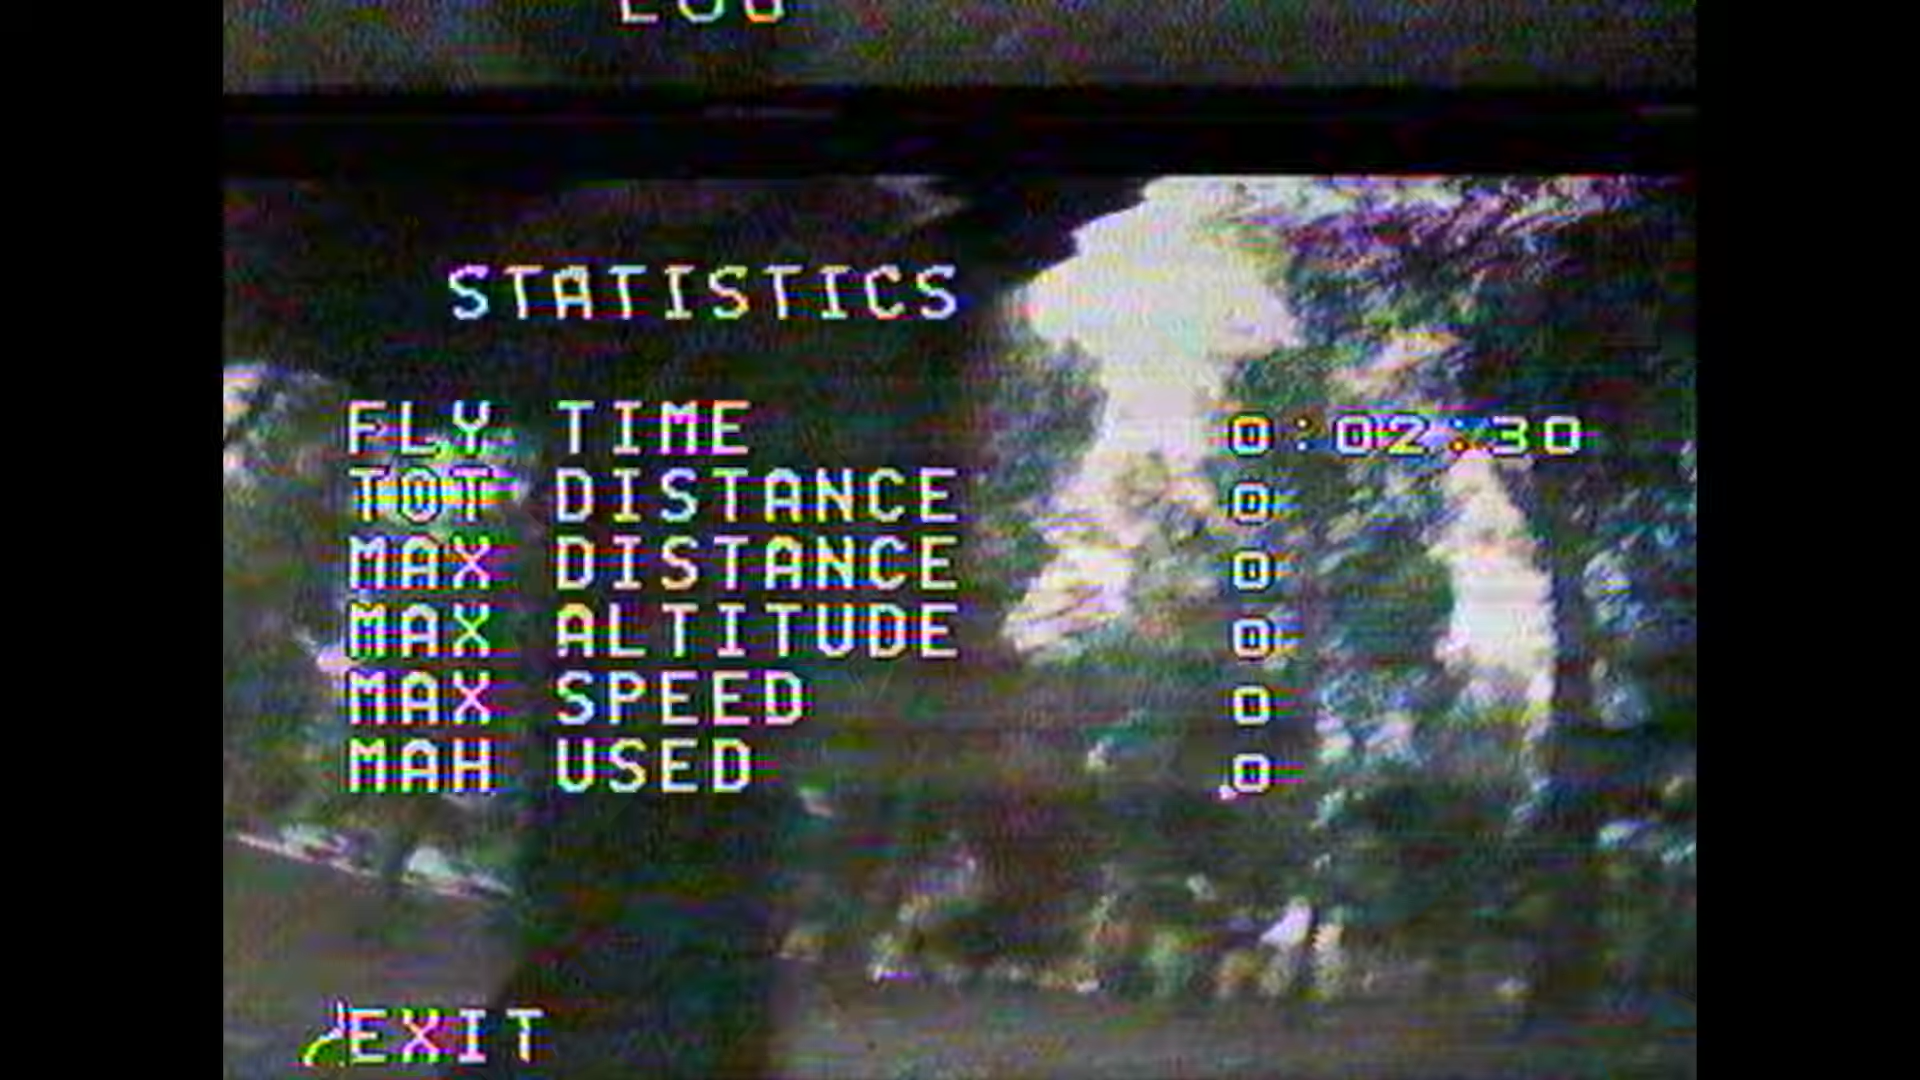 STATISTICS
FLY TIME 0:02:30
TOT DISTANCE 0
MAX DISTANCE 0
MAX ALTITUDE 0
MAX SPEED 0
MAH USED 0
EXIT